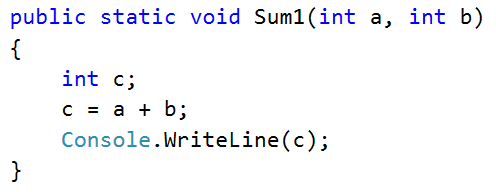 public static void Sum1(int a, int b)
{
    int c;
    c = a + b;
    Console.WriteLine(c);
}